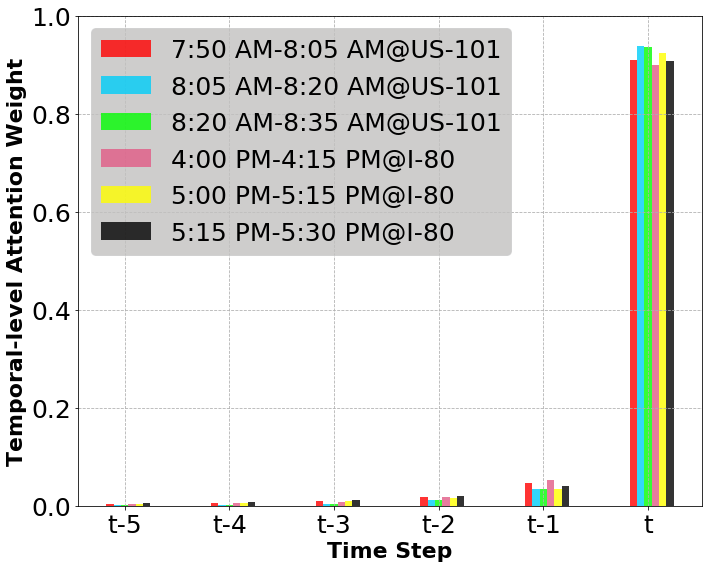 Temporal-level Attention Weight
1.0
0.8
0.6
0.4
0.2
0.0
7:50 AM-8:05 AM@US-101
8:05 AM-8:20 AM@US-101
8:20 AM-8:35 AM@US-101
4:00 PM-4:15 PM@I-80
5:00 PM-5:15 PM@I-80
5:15 PM-5:30 PM@I-80
t-5 t-4 t-3 t-2 t-1 t
Time Step